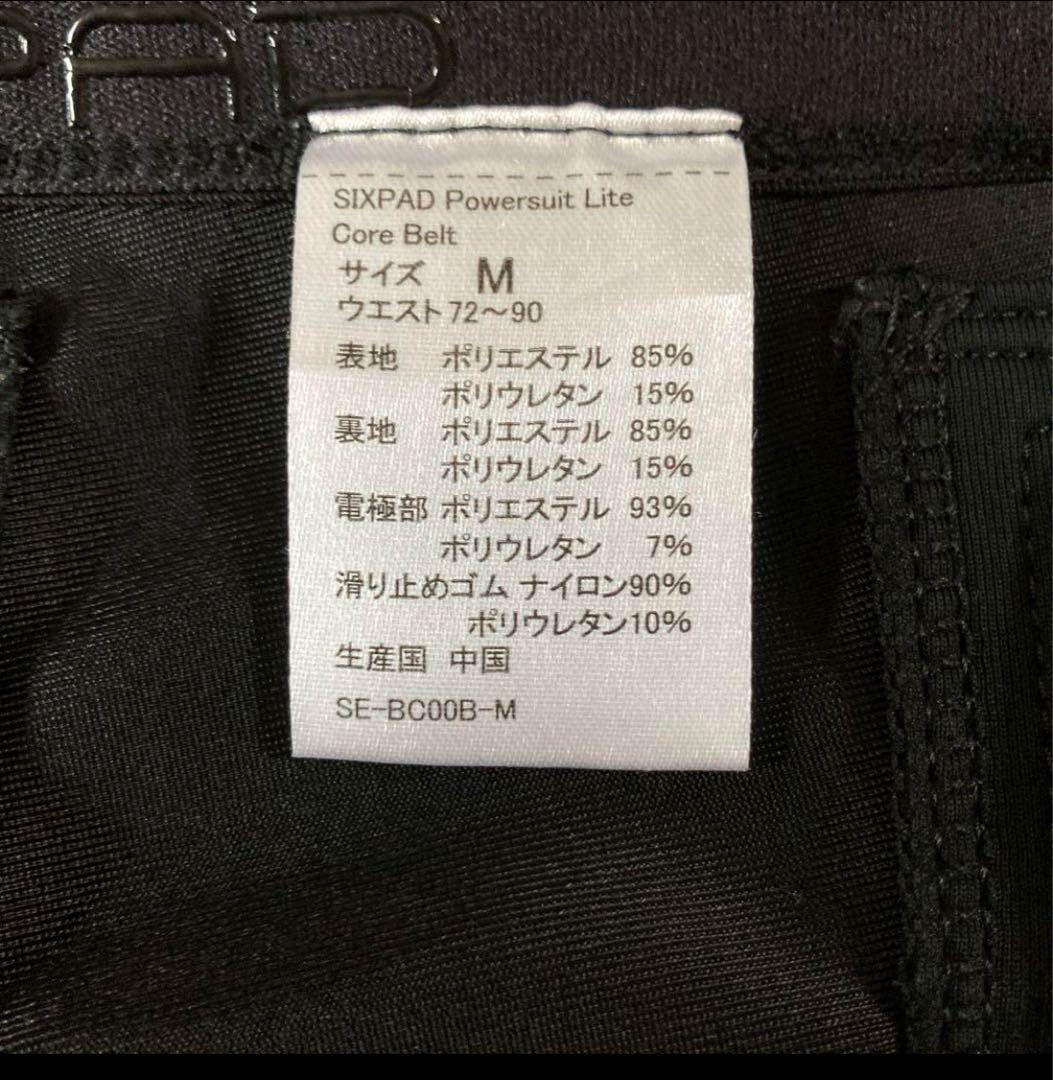 PAD
SIXPAD Powersuit Lite
Core Belt
サイズ M
ウエスト72～90
表地 ポリエステル 85%
ポリウレタン 15%
裏地 ポリエステル 85%
ポリウレタン 15%
電極部 ポリエステル 93%
ポリウレタン 7%
滑り止めゴム ナイロン90%
ポリウレタン10%
生産国 中国
SE-BC00B-M